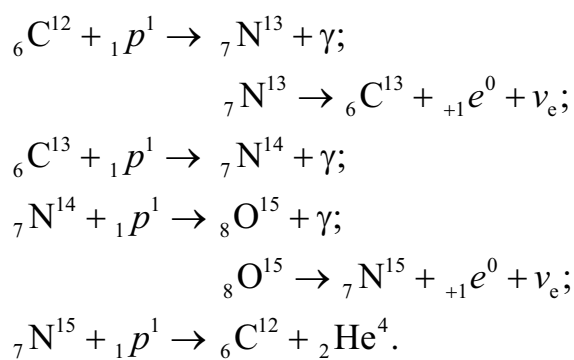 ₆C¹² + ₁p¹ → ₇N¹³ + γ;
₇N¹³ → ₆C¹³ + ₊₁e⁰ + νₑ;
₆C¹³ + ₁p¹ → ₇N¹⁴ + γ;
₇N¹⁴ + ₁p¹ → ₈O¹⁵ + γ;
₈O¹⁵ → ₇N¹⁵ + ₊₁e⁰ + νₑ;
₇N¹⁵ + ₁p¹ → ₆C¹² + ₂He⁴.